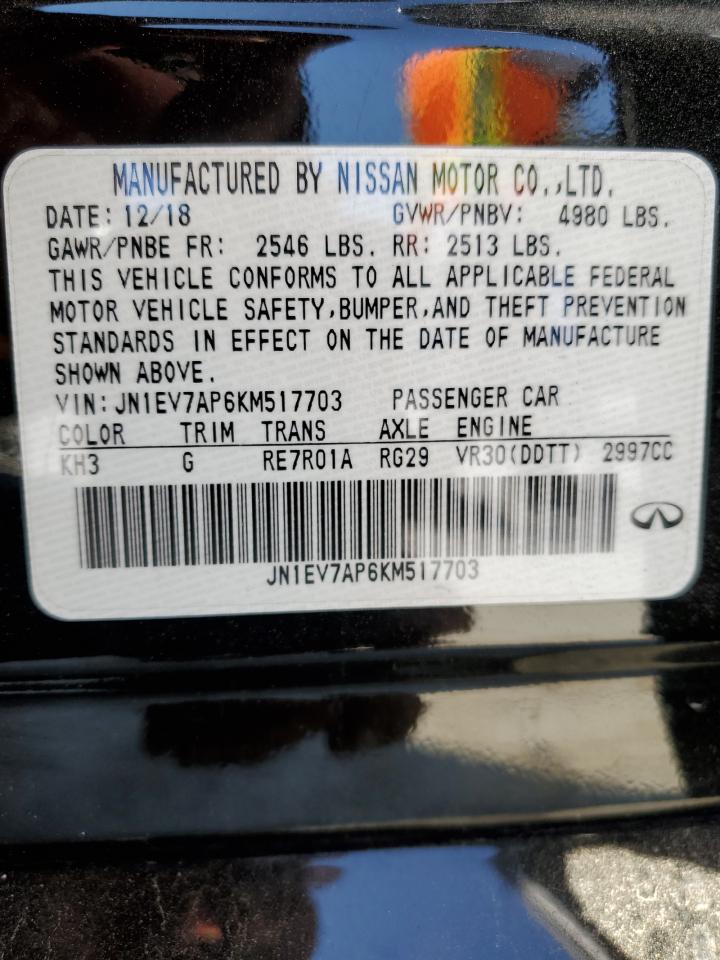 MANUFACTURED BY NISSAN MOTOR CO.,LTD.
DATE: 12/18 GVWR/PNBV: 4980 LBS.
GAWR/PNBE FR: 2546 LBS. RR: 2513 LBS.
THIS VEHICLE CONFORMS TO ALL APPLICABLE FEDERAL
MOTOR VEHICLE SAFETY,BUMPER,AND THEFT PREVENTION
STANDARDS IN EFFECT ON THE DATE OF MANUFACTURE
SHOWN ABOVE.
VIN: JN1EV7AP6KM517703 PASSENGER CAR
COLOR TRIM TRANS AXLE ENGINE
KH3 G RE7R01A RG29 VR30(DDTT) 2997CC
JN1EV7AP6KM517703